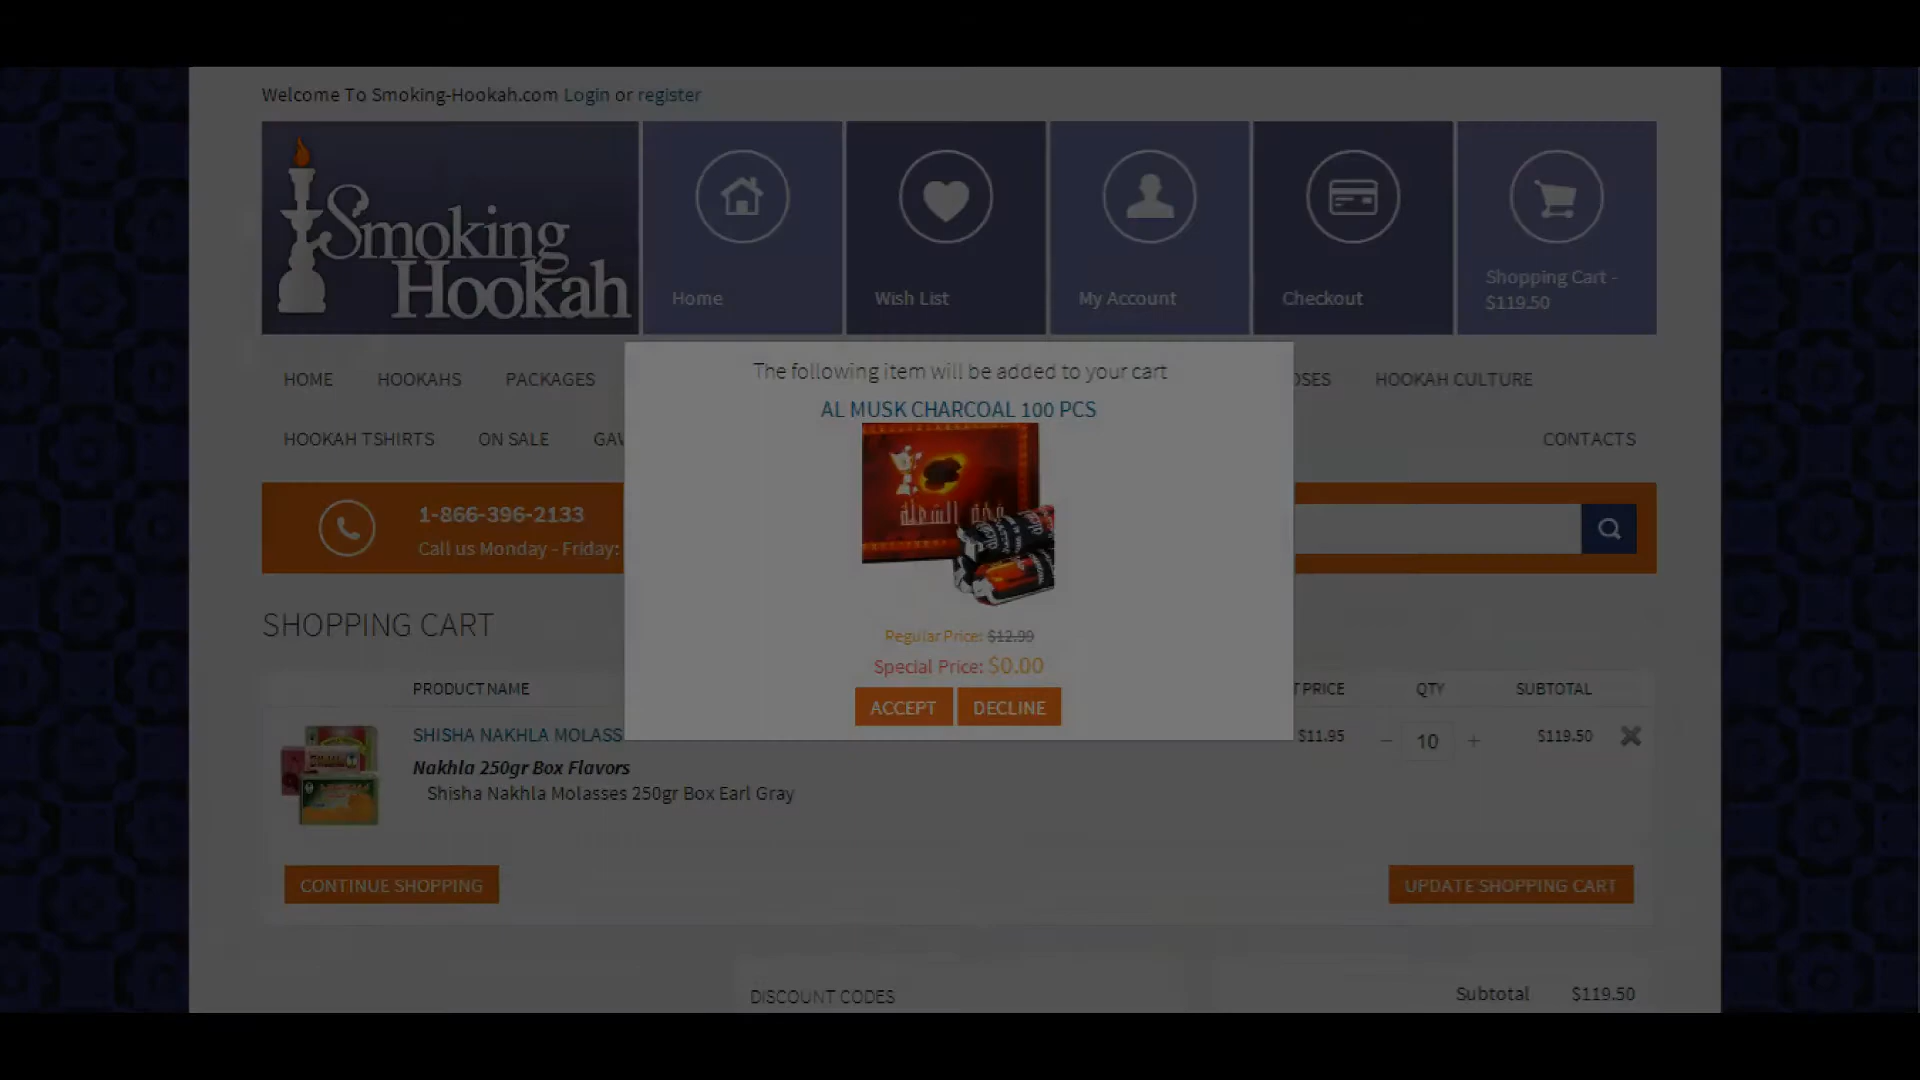 Welcome To Smoking-Hookah.com Login or register
Smoking
Hookah
Home
Wish List
My Account
Checkout
Shopping Cart -
$119.50
HOME
HOOKAHS
PACKAGES
OSES
HOOKAH CULTURE
HOOKAH TSHIRTS
ON SALE
CONTACTS
1-866-396-2133
Call us Monday - Friday:
The following item will be added to your cart
AL MUSK CHARCOAL 100 PCS
Regular Price: $12.99
Special Price: $0.00
ACCEPT
DECLINE
SHOPPING CART
PRODUCT NAME
T PRICE
QTY
SUBTOTAL
SHISHA NAKHLA MOLASS
$11.95
−
10
+
$119.50
Nakhla 250gr Box Flavors
Shisha Nakhla Molasses 250gr Box Earl Gray
CONTINUE SHOPPING
UPDATE SHOPPING CART
DISCOUNT CODES
Subtotal
$119.50